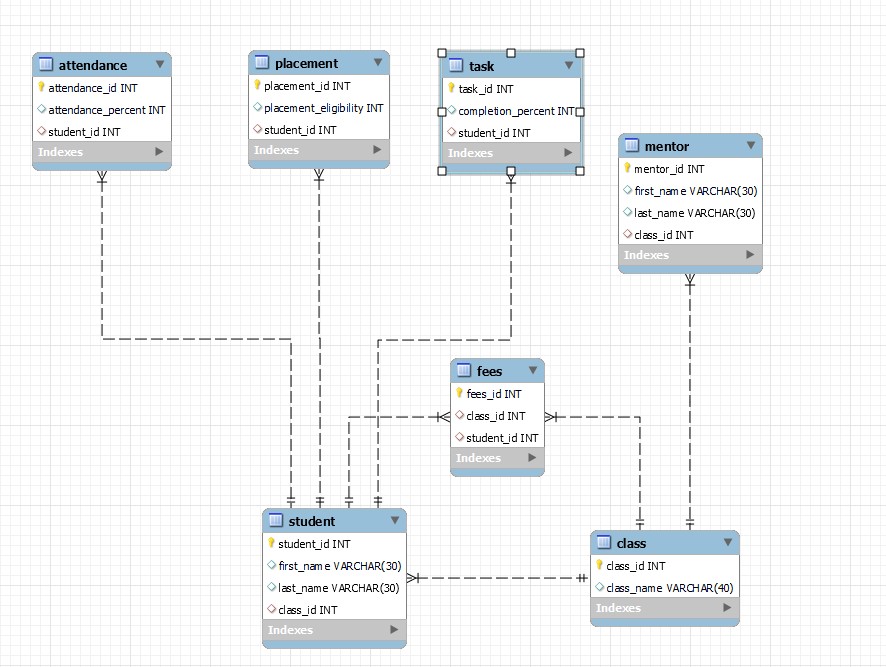 attendance
attendance_id INT
attendance_percent INT
student_id INT
Indexes
placement
placement_id INT
placement_eligibility INT
student_id INT
Indexes
task
task_id INT
completion_percent INT
student_id INT
Indexes
mentor
mentor_id INT
first_name VARCHAR(30)
last_name VARCHAR(30)
class_id INT
Indexes
fees
fees_id INT
class_id INT
student_id INT
Indexes
student
student_id INT
first_name VARCHAR(30)
last_name VARCHAR(30)
class_id INT
Indexes
class
class_id INT
class_name VARCHAR(40)
Indexes